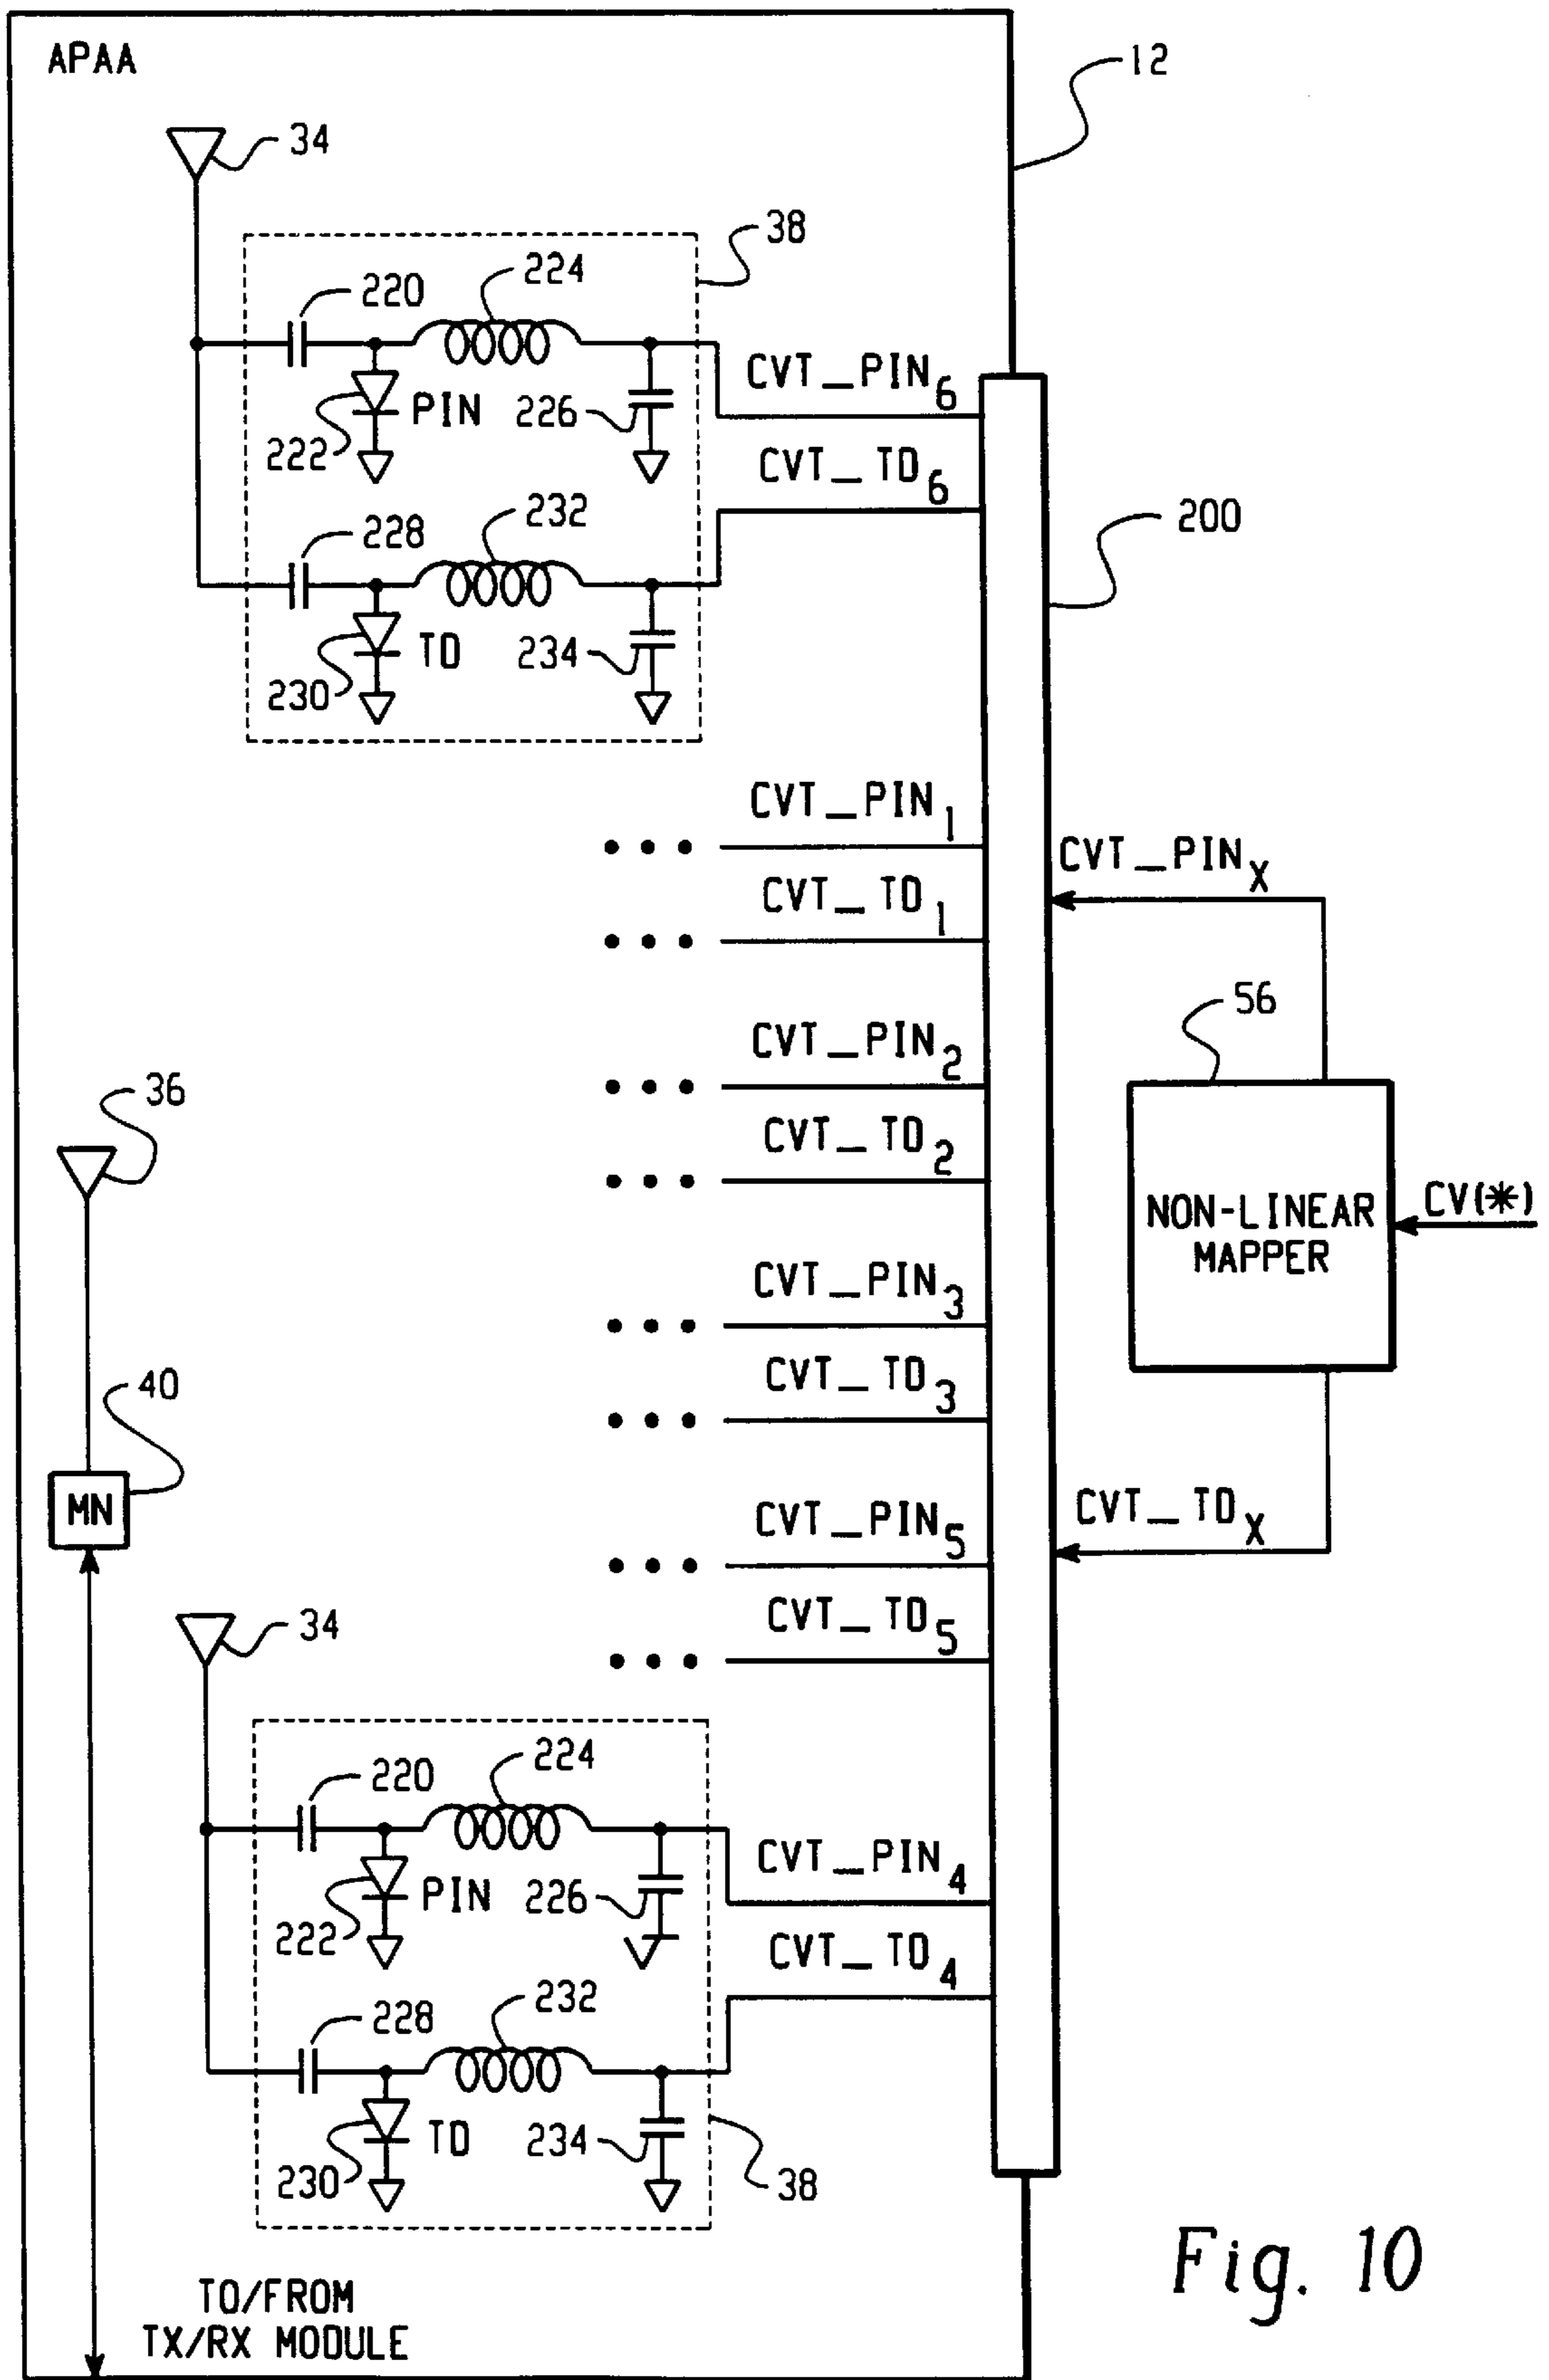 APAA
12
34
38
220
224
CVT_PIN6
222
PIN
226
CVT_TD6
200
228
232
230
TD
234
CVT_PIN1
CVT_PINX
CVT_TD1
56
CVT_PIN2
36
CVT_TD2
NON-LINEAR
MAPPER
CV(*)
CVT_PIN3
CVT_TD3
40
MN
CVT_PIN5
CVT_TDX
CVT_TD5
34
220
224
CVT_PIN4
222
PIN
226
CVT_TD4
228
232
230
TD
234
38
TO/FROM
TX/RX MODULE
Fig. 10